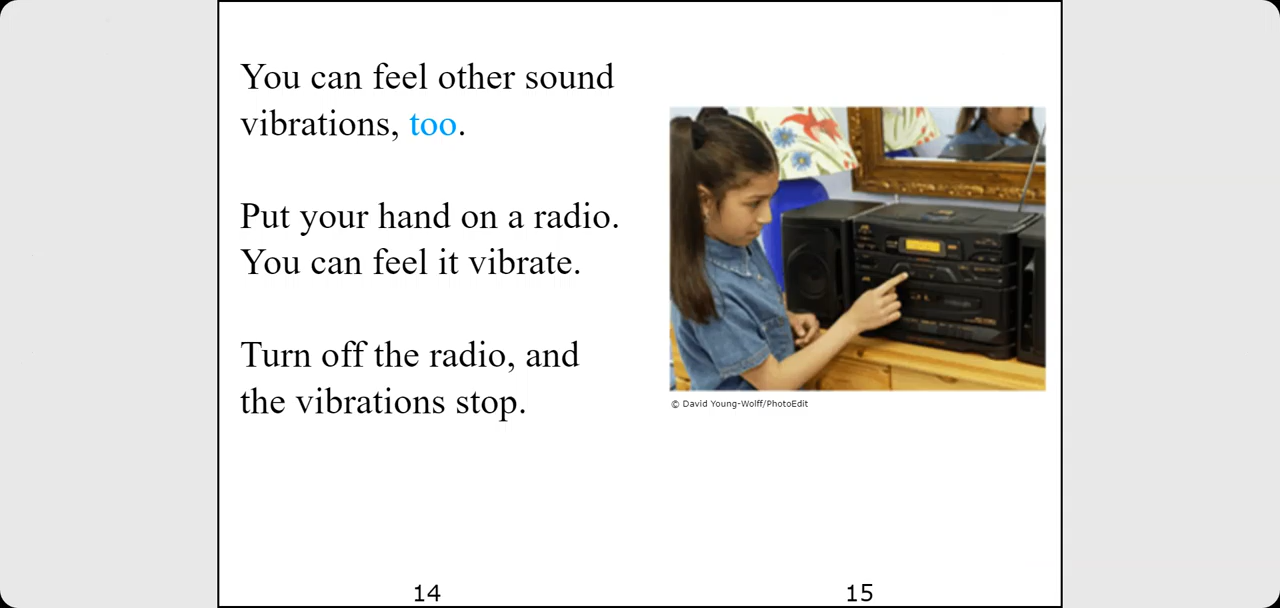 You can feel other sound
vibrations, too.
Put your hand on a radio.
You can feel it vibrate.
Turn off the radio, and
the vibrations stop.
© David Young-Wolff/PhotoEdit
14
15